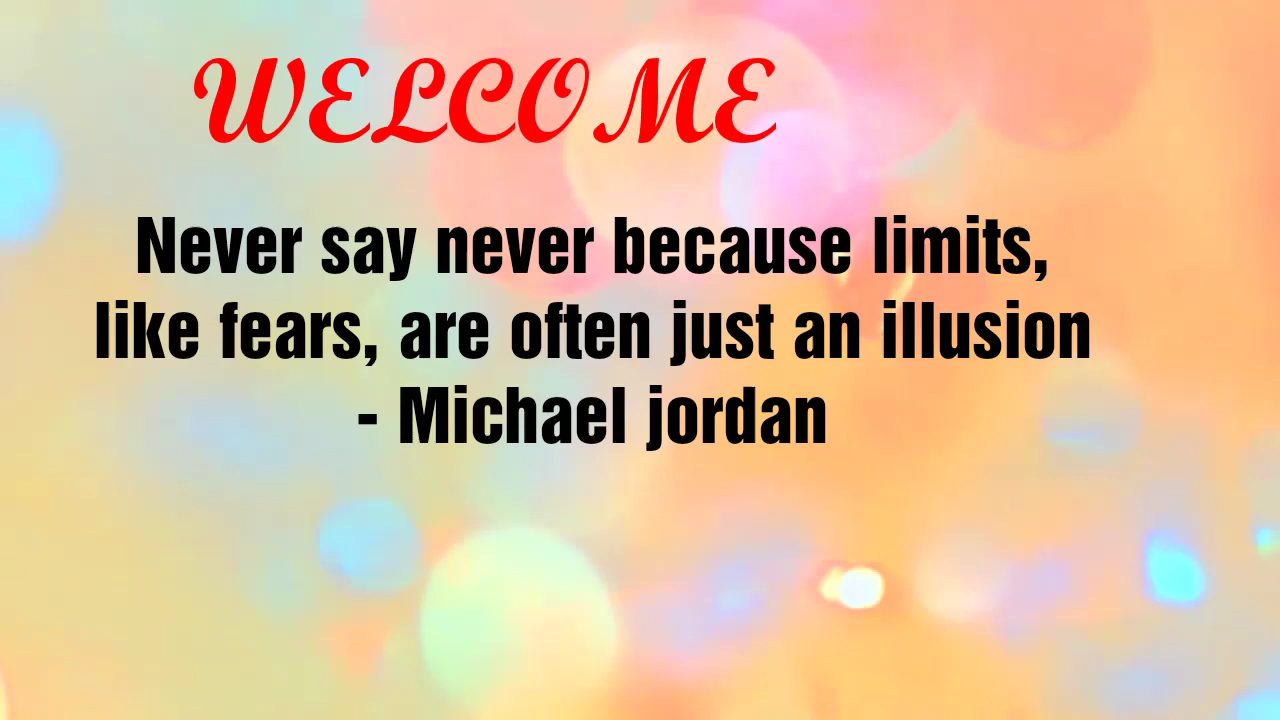 WELCOME
Never say never because limits,
like fears, are often just an illusion
- Michael jordan